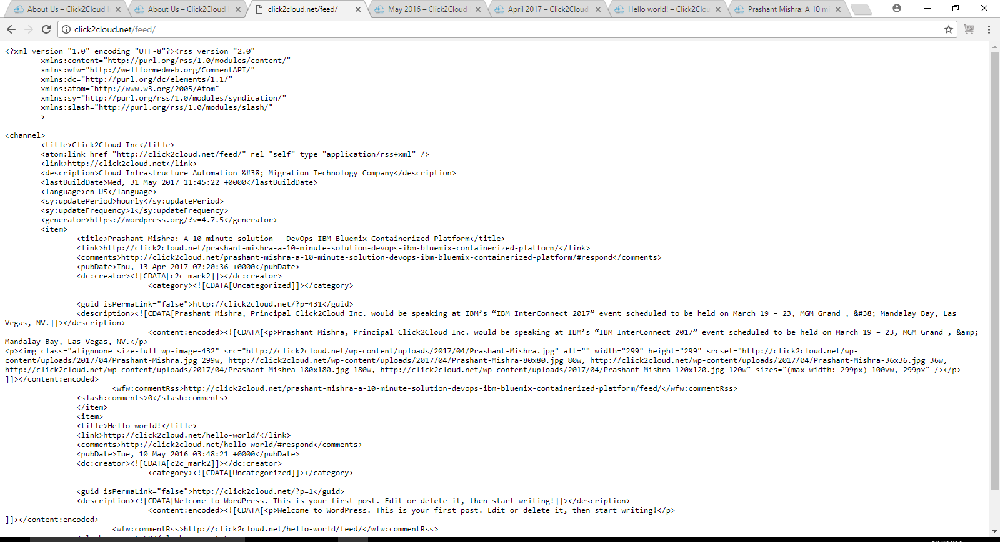 About Us – Click2Cloud
About Us – Click2Cloud
click2cloud.net/feed/
May 2016 – Click2Cloud
April 2017 – Click2Cloud
Hello world! – Click2Clo
Prashant Mishra: A 10 m
click2cloud.net/feed/
<?xml version="1.0" encoding="UTF-8"?><rss version="2.0"
xmlns:content="http://purl.org/rss/1.0/modules/content/"
xmlns:wfw="http://wellformedweb.org/CommentAPI/"
xmlns:dc="http://purl.org/dc/elements/1.1/"
xmlns:atom="http://www.w3.org/2005/Atom"
xmlns:sy="http://purl.org/rss/1.0/modules/syndication/"
xmlns:slash="http://purl.org/rss/1.0/modules/slash/"
>
<channel>
<title>Click2Cloud Inc</title>
<atom:link href="http://click2cloud.net/feed/" rel="self" type="application/rss+xml" />
<link>http://click2cloud.net</link>
<description>Cloud Infrastructure Automation &#38; Migration Technology Company</description>
<lastBuildDate>Wed, 31 May 2017 11:45:22 +0000</lastBuildDate>
<language>en-US</language>
<sy:updatePeriod>hourly</sy:updatePeriod>
<sy:updateFrequency>1</sy:updateFrequency>
<generator>https://wordpress.org/?v=4.7.5</generator>
<item>
<title>Prashant Mishra: A 10 minute solution – DevOps IBM Bluemix Containerized Platform</title>
<link>http://click2cloud.net/prashant-mishra-a-10-minute-solution-devops-ibm-bluemix-containerized-platform/</link>
<comments>http://click2cloud.net/prashant-mishra-a-10-minute-solution-devops-ibm-bluemix-containerized-platform/#respond</comments>
<pubDate>Thu, 13 Apr 2017 07:20:36 +0000</pubDate>
<dc:creator><![CDATA[c2c_mark2]]></dc:creator>
<category><![CDATA[Uncategorized]]></category>
<guid isPermaLink="false">http://click2cloud.net/?p=431</guid>
<description><![CDATA[Prashant Mishra, Principal Click2Cloud Inc. would be speaking at IBM’s “IBM InterConnect 2017” event scheduled to be held on March 19 – 23, MGM Grand , &#38; Mandalay Bay, Las
Vegas, NV.]]></description>
<content:encoded><![CDATA[<p>Prashant Mishra, Principal Click2Cloud Inc. would be speaking at IBM’s “IBM InterConnect 2017” event scheduled to be held on March 19 – 23, MGM Grand , &amp;
Mandalay Bay, Las Vegas, NV.</p>
<p><img class="alignnone size-full wp-image-432" src="http://click2cloud.net/wp-content/uploads/2017/04/Prashant-Mishra.jpg" alt="" width="299" height="299" srcset="http://click2cloud.net/wp-
content/uploads/2017/04/Prashant-Mishra.jpg 299w, http://click2cloud.net/wp-content/uploads/2017/04/Prashant-Mishra-80x80.jpg 80w, http://click2cloud.net/wp-content/uploads/2017/04/Prashant-Mishra-36x36.jpg 36w,
http://click2cloud.net/wp-content/uploads/2017/04/Prashant-Mishra-180x180.jpg 180w, http://click2cloud.net/wp-content/uploads/2017/04/Prashant-Mishra-120x120.jpg 120w" sizes="(max-width: 299px) 100vw, 299px" /></p>
]]></content:encoded>
<wfw:commentRss>http://click2cloud.net/prashant-mishra-a-10-minute-solution-devops-ibm-bluemix-containerized-platform/feed/</wfw:commentRss>
<slash:comments>0</slash:comments>
</item>
<item>
<title>Hello world!</title>
<link>http://click2cloud.net/hello-world/</link>
<comments>http://click2cloud.net/hello-world/#respond</comments>
<pubDate>Tue, 10 May 2016 03:48:21 +0000</pubDate>
<dc:creator><![CDATA[c2c_mark2]]></dc:creator>
<category><![CDATA[Uncategorized]]></category>
<guid isPermaLink="false">http://click2cloud.net/?p=1</guid>
<description><![CDATA[Welcome to WordPress. This is your first post. Edit or delete it, then start writing!]]></description>
<content:encoded><![CDATA[<p>Welcome to WordPress. This is your first post. Edit or delete it, then start writing!</p>
]]></content:encoded>
<wfw:commentRss>http://click2cloud.net/hello-world/feed/</wfw:commentRss>